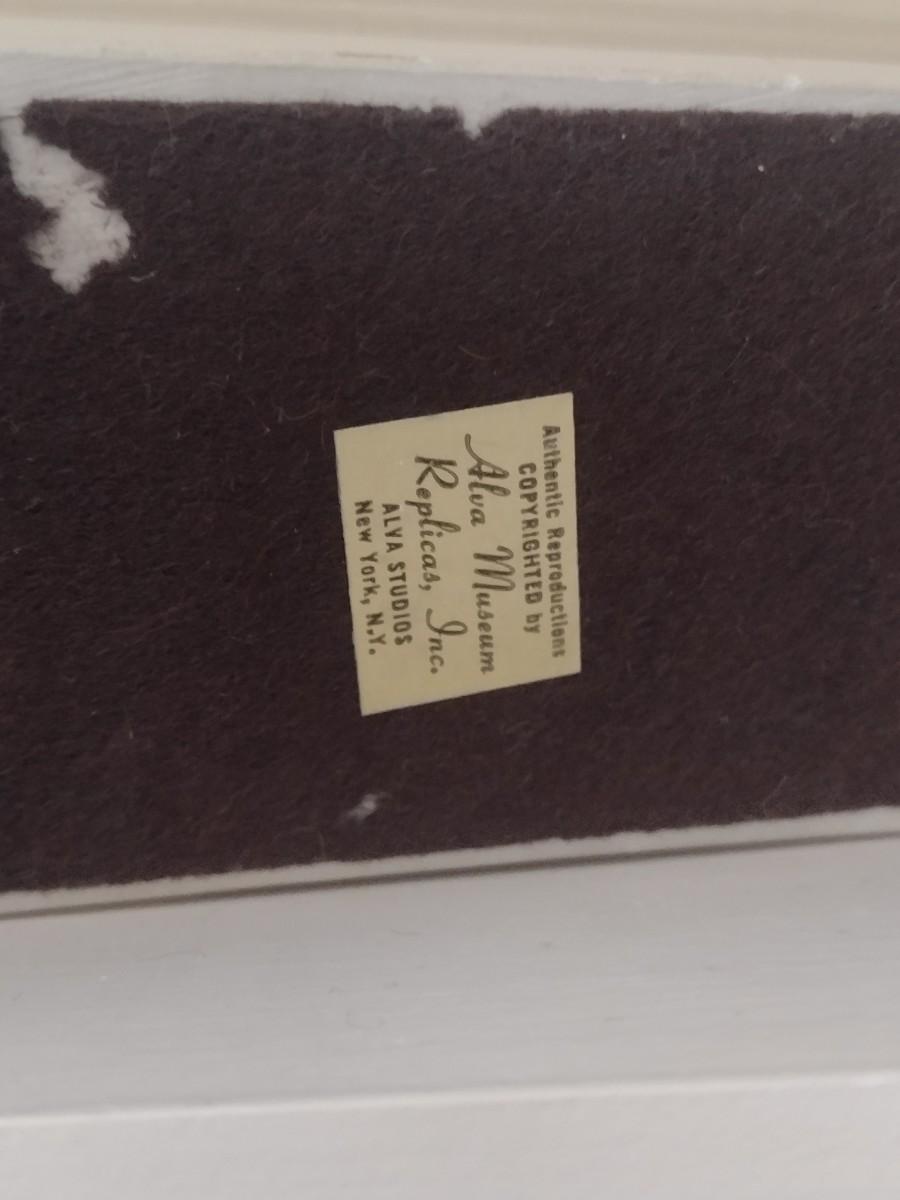 Authentic Reproductions
COPYRIGHTED by
Alva Museum
Replicas, Inc.
ALVA STUDIOS
New York, N.Y.